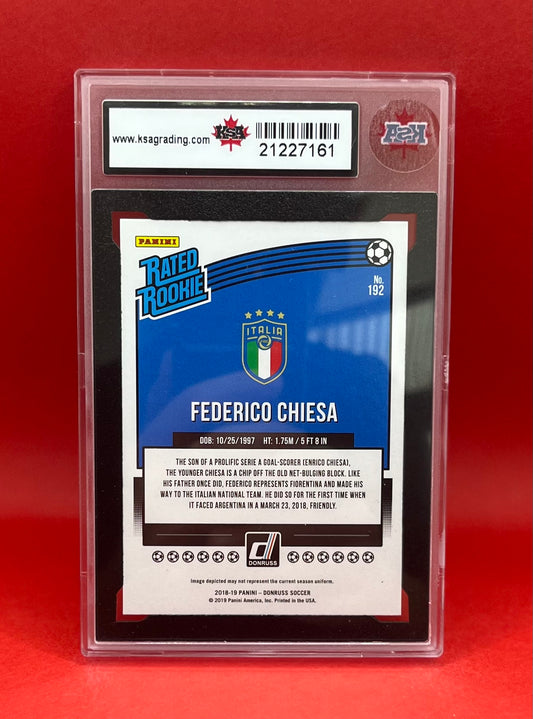 www.ksagrading.com
KSA
21227161
KSA
PANINI
RATED
ROOKIE
No.
192
ITALIA
FEDERICO CHIESA
DOB: 10/25/1997 HT: 1.75M / 5 FT 8 IN
THE SON OF A PROLIFIC SERIE A GOAL-SCORER (ENRICO CHIESA),
THE YOUNGER CHIESA IS A CHIP OFF THE OLD NET-BULGING BLOCK. LIKE
HIS FATHER ONCE DID, FEDERICO REPRESENTS FIORENTINA AND MADE HIS
WAY TO THE ITALIAN NATIONAL TEAM. HE DID SO FOR THE FIRST TIME WHEN
IT FACED ARGENTINA IN A MARCH 23, 2018, FRIENDLY.
DONRUSS
Image depicted may not represent the current season uniform.
2018-19 PANINI – DONRUSS SOCCER
© 2019 Panini America, Inc. Printed in the USA.